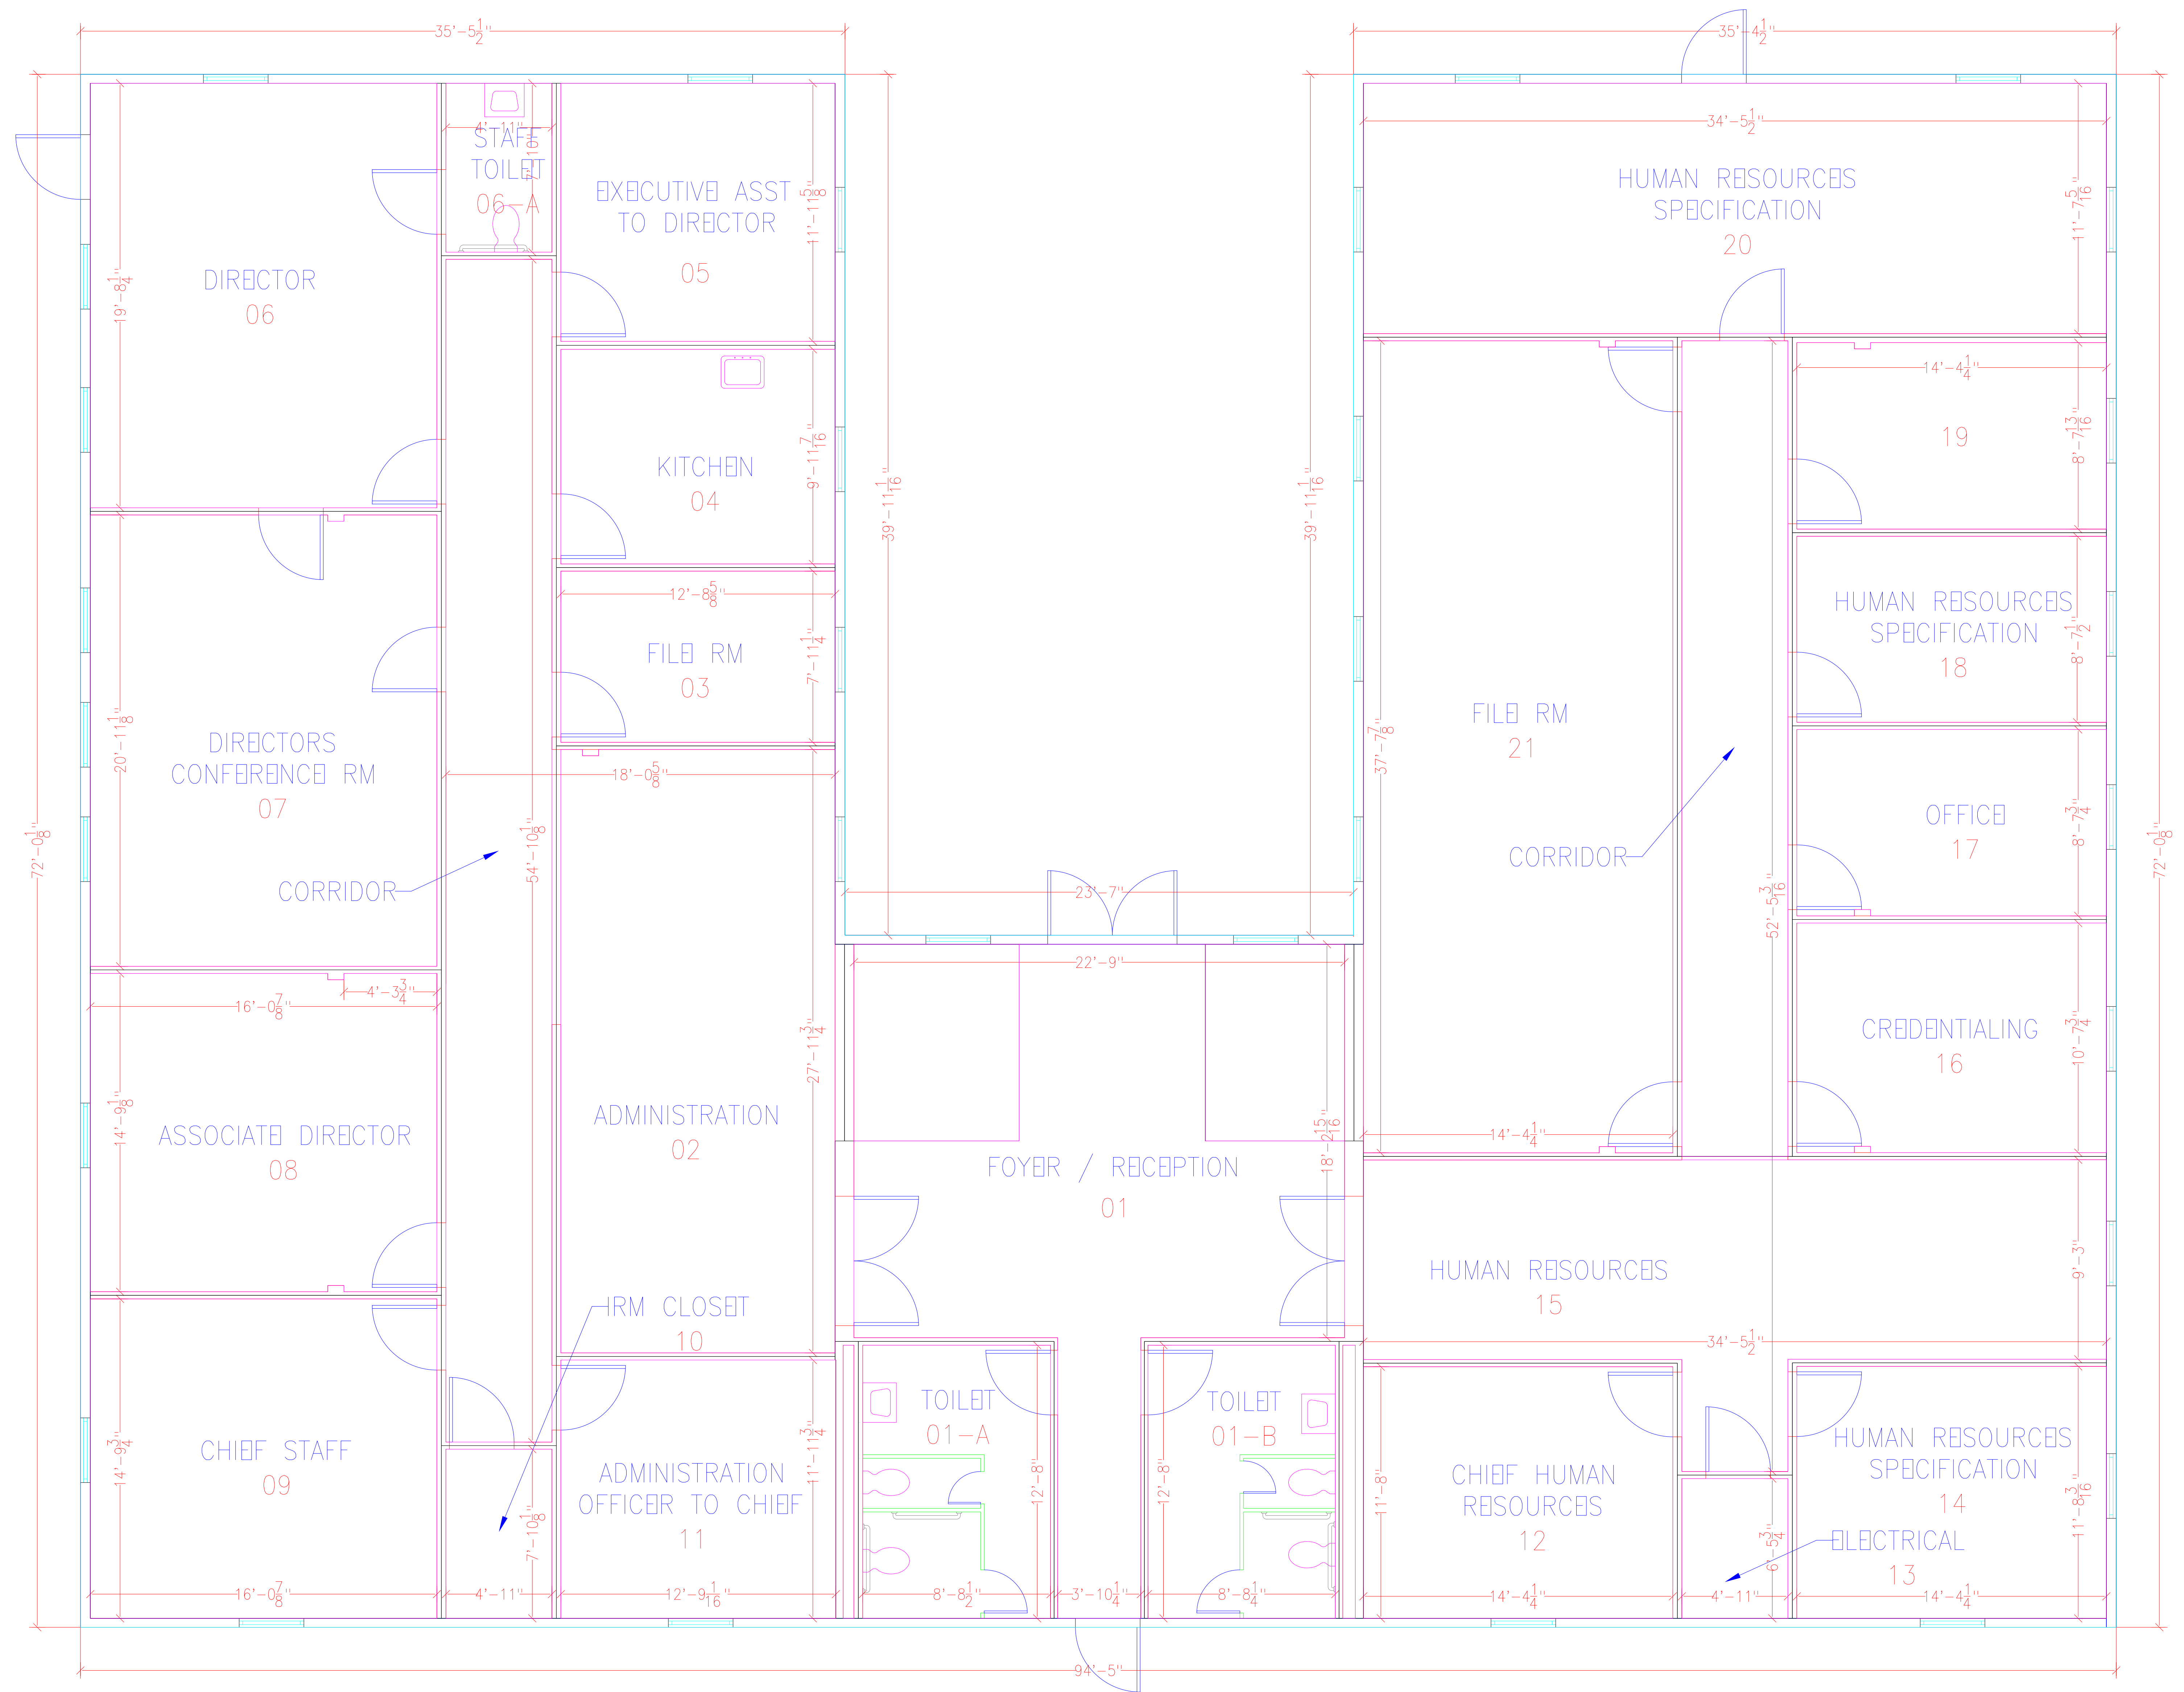 35'-5 1/2"
35'-4 1/2"
34'-5 1/2"
4'-11"
STAFF
TOILET
06-A
7'-10"
EXECUTIVE ASST
TO DIRECTOR
05
11'-11 5/8"
HUMAN RESOURCES
SPECIFICATION
20
11'-7 5/16"
DIRECTOR
06
19'-8 1/4"
14'-4 1/4"
19
8'-7 13/16"
KITCHEN
04
9'-11 7/16"
39'-11 1/16"
39'-11 1/16"
12'-8 5/8"
FILE RM
03
7'-11 1/4"
HUMAN RESOURCES
SPECIFICATION
18
8'-7 1/2"
FILE RM
21
37'-7 7/8"
DIRECTORS
CONFERENCE RM
07
20'-11 1/8"
18'-0 5/8"
OFFICE
17
8'-7 3/4"
72'-0 1/8"
54'-10 1/8"
CORRIDOR
CORRIDOR
52'-5 3/16"
72'-0 1/8"
23'-7"
22'-9"
4'-3 3/4"
16'-0 7/8"
27'-11 3/4"
CREDENTIALING
16
10'-7 3/4"
ASSOCIATE DIRECTOR
08
14'-9 1/8"
ADMINISTRATION
02
FOYER / RECEPTION
01
18'-2 15/16"
14'-4 1/4"
HUMAN RESOURCES
15
9'-3"
34'-5 1/2"
IRM CLOSET
10
CHIEF STAFF
09
14'-9 3/4"
ADMINISTRATION
OFFICER TO CHIEF
11
11'-11 3/4"
7'-10 1/8"
TOILET
01-A
12'-8"
TOILET
01-B
12'-8"
CHIEF HUMAN
RESOURCES
12
11'-8"
HUMAN RESOURCES
SPECIFICATION
14
11'-8 3/16"
ELECTRICAL
13
6'-5 3/4"
16'-0 7/8"
4'-11"
12'-9 1/16"
8'-8 1/2"
3'-10 1/4"
8'-8 1/4"
14'-4 1/4"
4'-11"
14'-4 1/4"
94'-5"